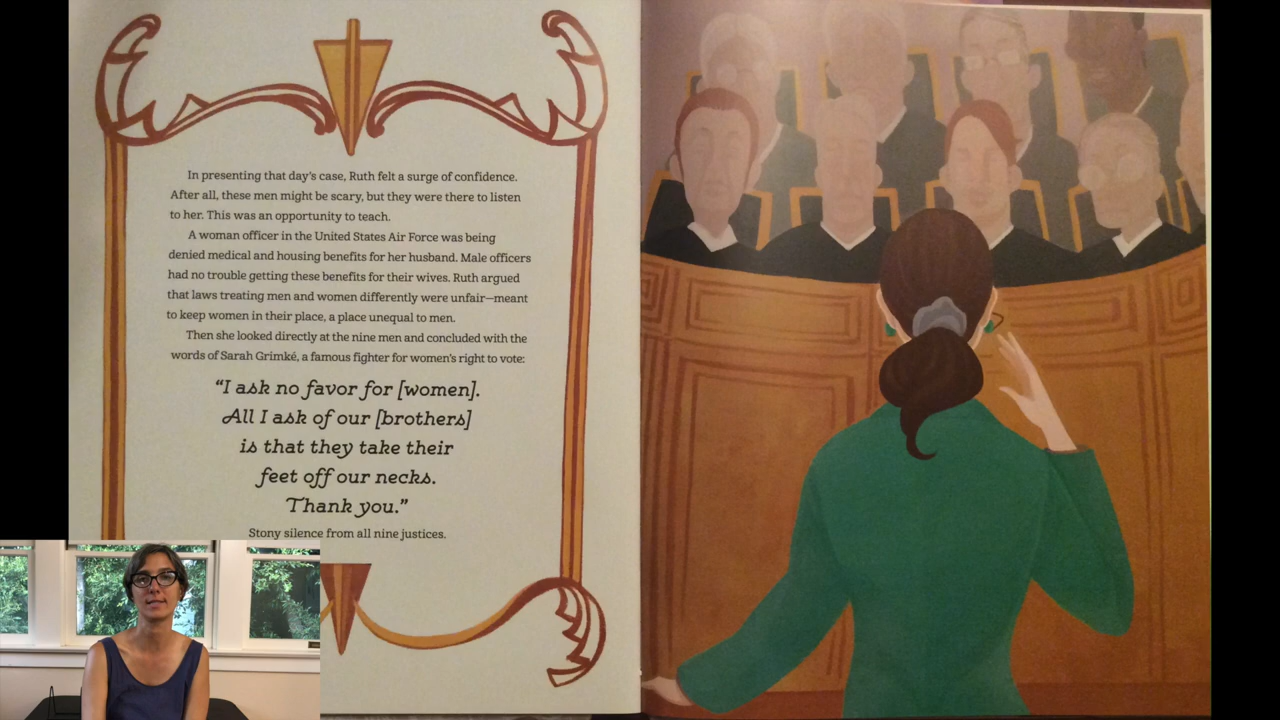 In presenting that day's case, Ruth felt a surge of confidence.
After all, these men might be scary, but they were there to listen
to her. This was an opportunity to teach.
A woman officer in the United States Air Force was being
denied medical and housing benefits for her husband. Male officers
had no trouble getting these benefits for their wives. Ruth argued
that laws treating men and women differently were unfair—meant
to keep women in their place, a place unequal to men.
Then she looked directly at the nine men and concluded with the
words of Sarah Grimké, a famous fighter for women's right to vote:
“I ask no favor for [women].
All I ask of our [brothers]
is that they take their
feet off our necks.
Thank you.”
Stony silence from all nine justices.